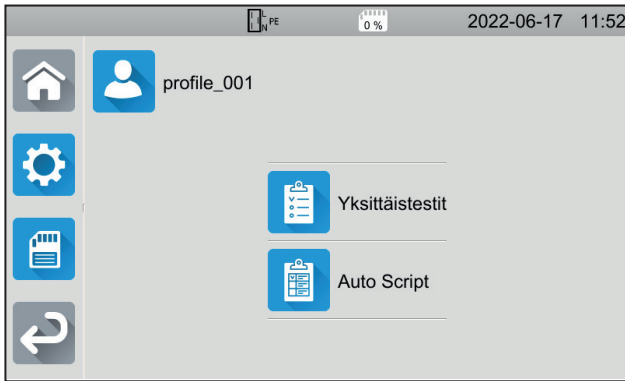 L
N PE
0 %
2022-06-17 11:52
profile_001
Yksittäistestit
Auto Script